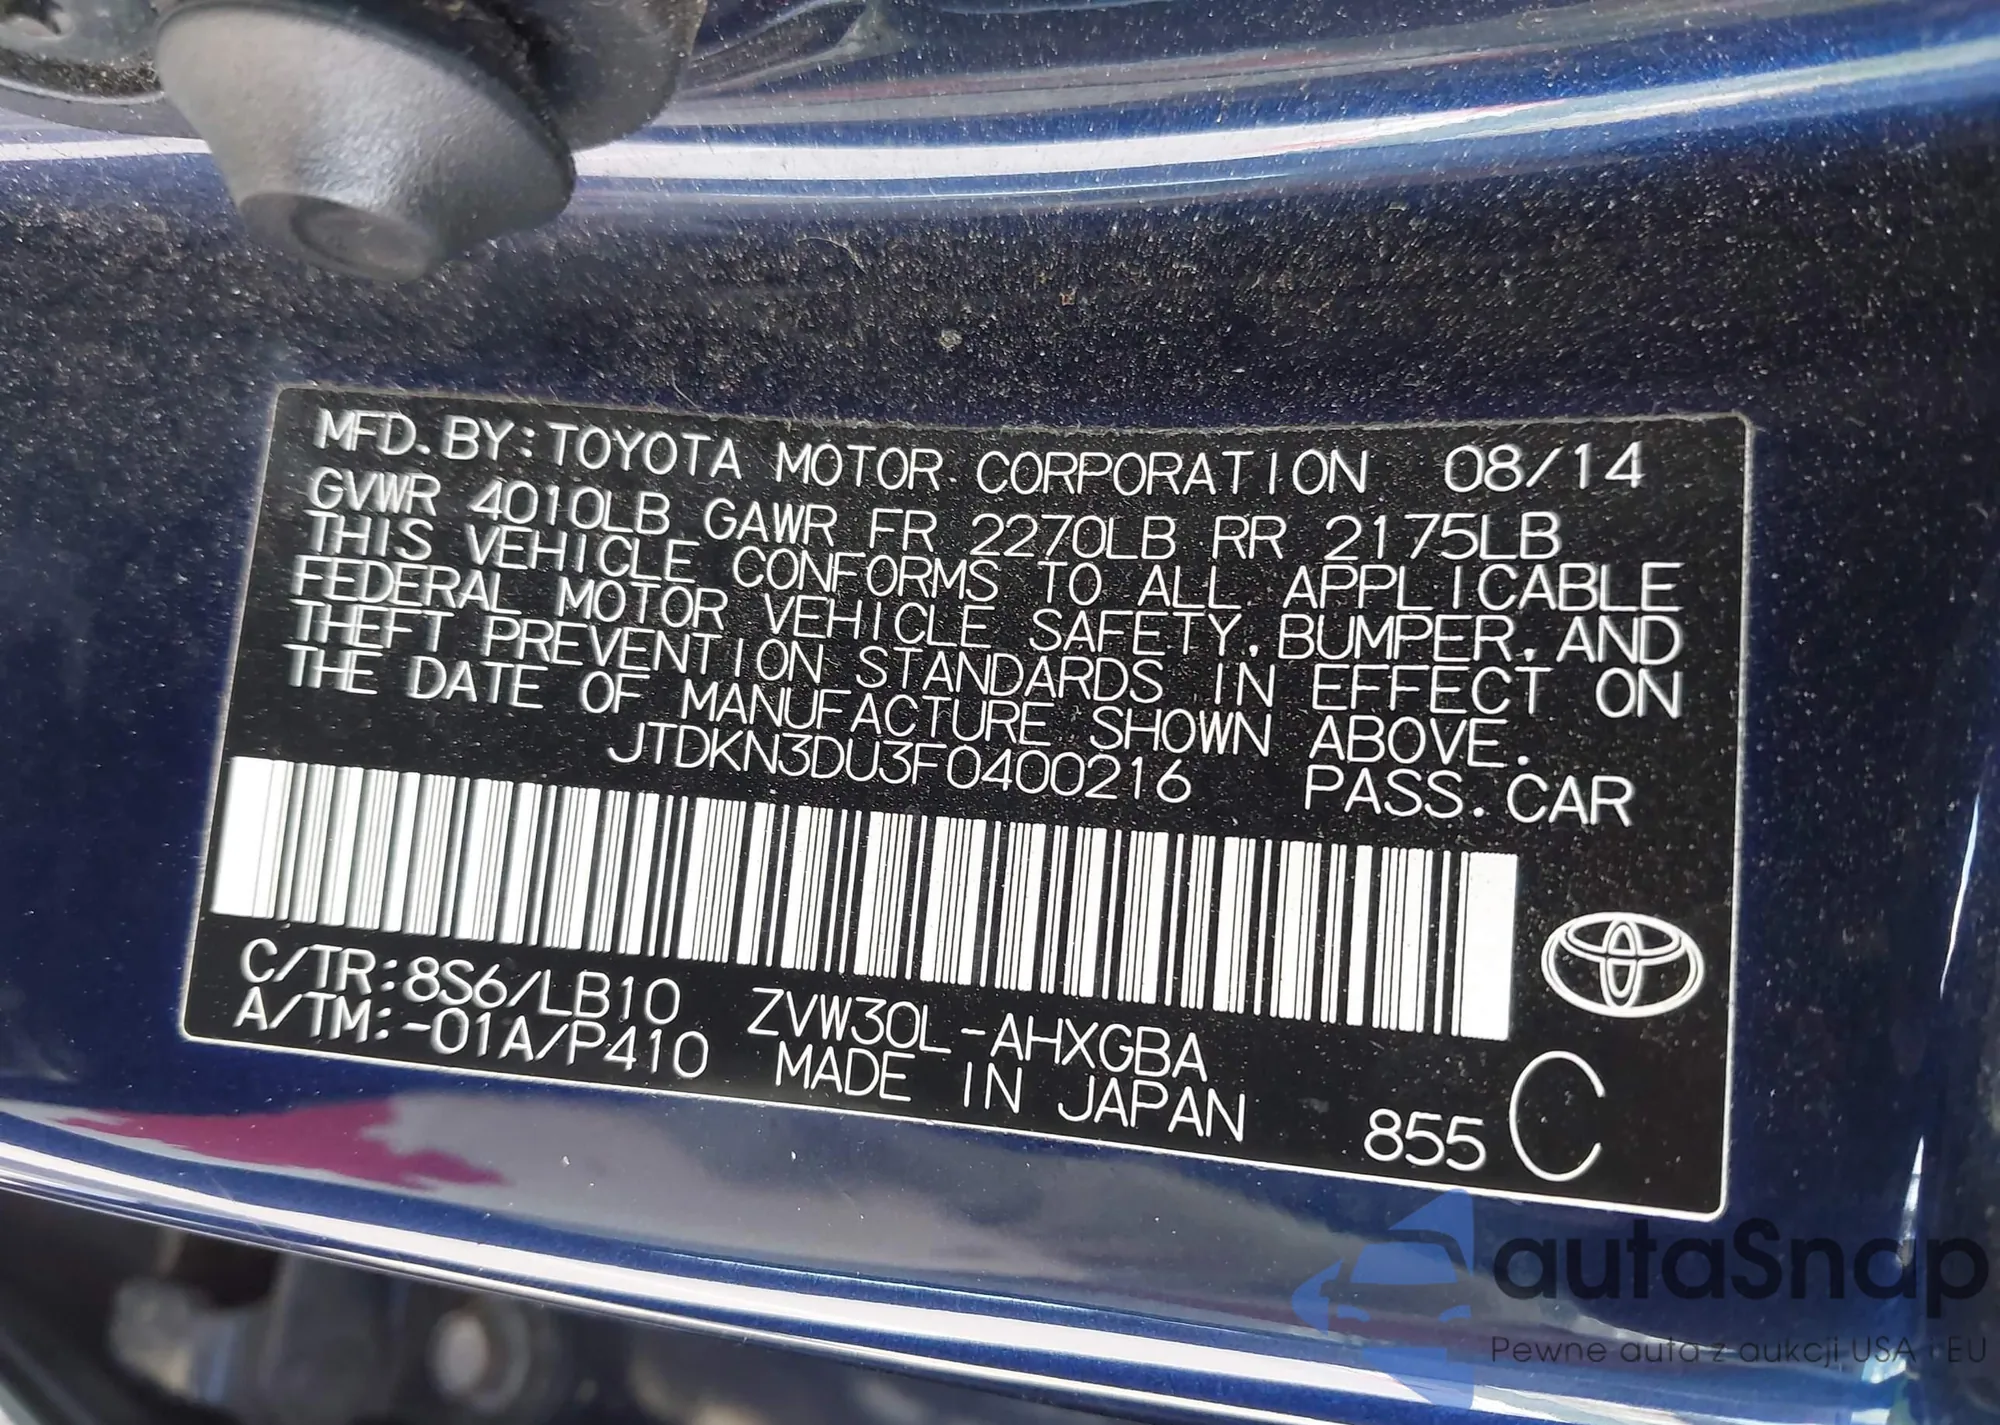 MFD.BY:TOYOTA MOTOR CORPORATION 08/14
GVWR 4010LB GAWR FR 2270LB RR 2175LB
THIS VEHICLE CONFORMS TO ALL APPLICABLE
FEDERAL MOTOR VEHICLE SAFETY,BUMPER,AND
THEFT PREVENTION STANDARDS IN EFFECT ON
THE DATE OF MANUFACTURE SHOWN ABOVE.
JTDKN3DU3F0400216 PASS.CAR
C/TR:8S6/LB10 ZVW30L-AHXGBA
A/TM:-01A/P410 MADE IN JAPAN 855 C
autaSnap
Pewne auta z aukcji USA i EU